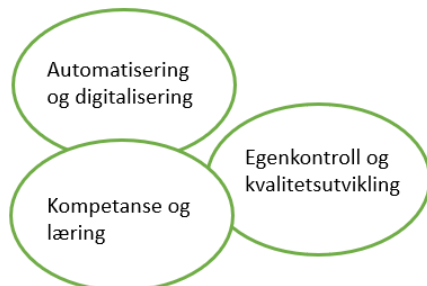 Automatisering
og digitalisering
Egenkontroll og
kvalitetsutvikling
Kompetanse og
læring